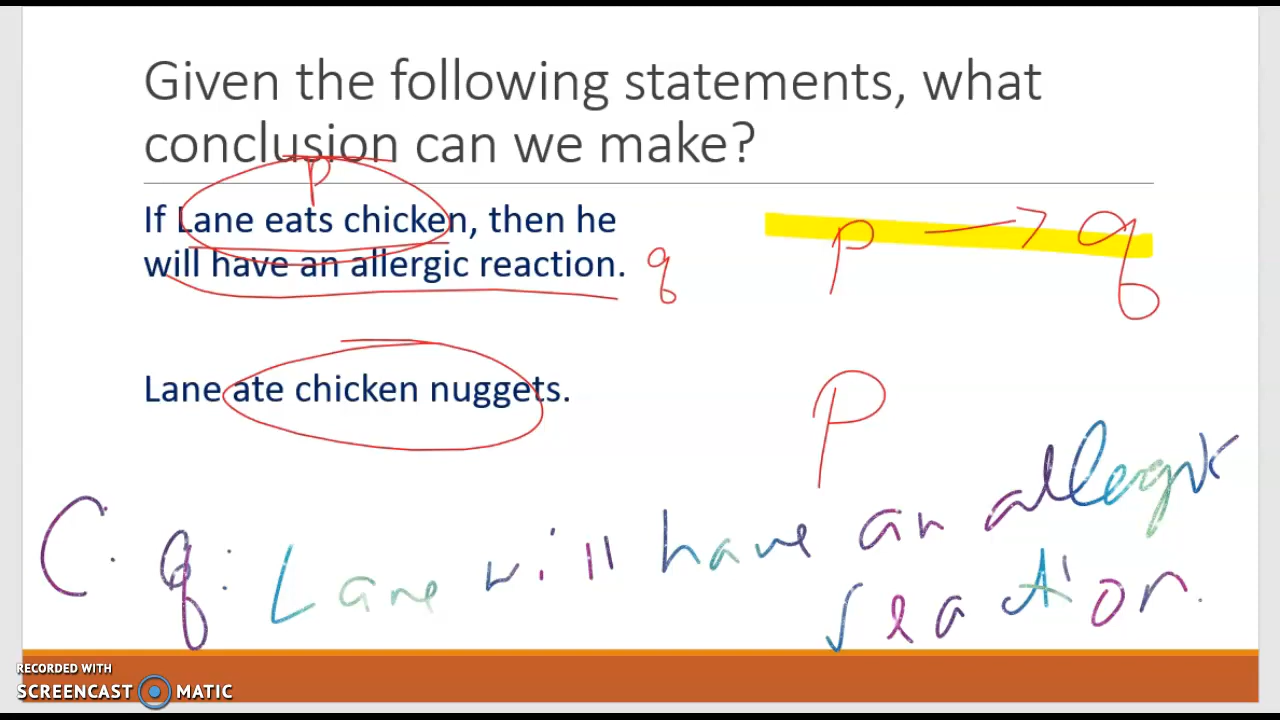 Given the following statements, what
conclusion can we make?
p
If Lane eats chicken, then he
will have an allergic reaction. q
p → q
Lane ate chicken nuggets.
P
C. q: Lane will have an allergic
reaction.
RECORDED WITH
SCREENCAST MATIC